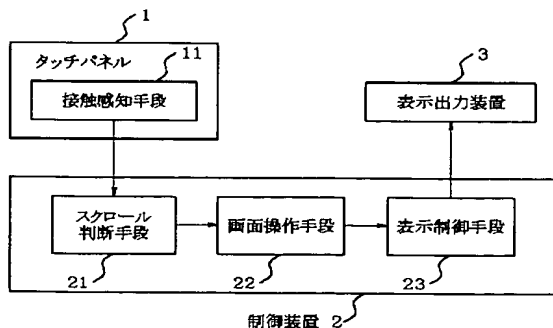 1
タッチパネル
11
接触感知手段
3
表示出力装置
スクロール
判断手段
画面操作手段
表示制御手段
21
22
23
制御装置 2